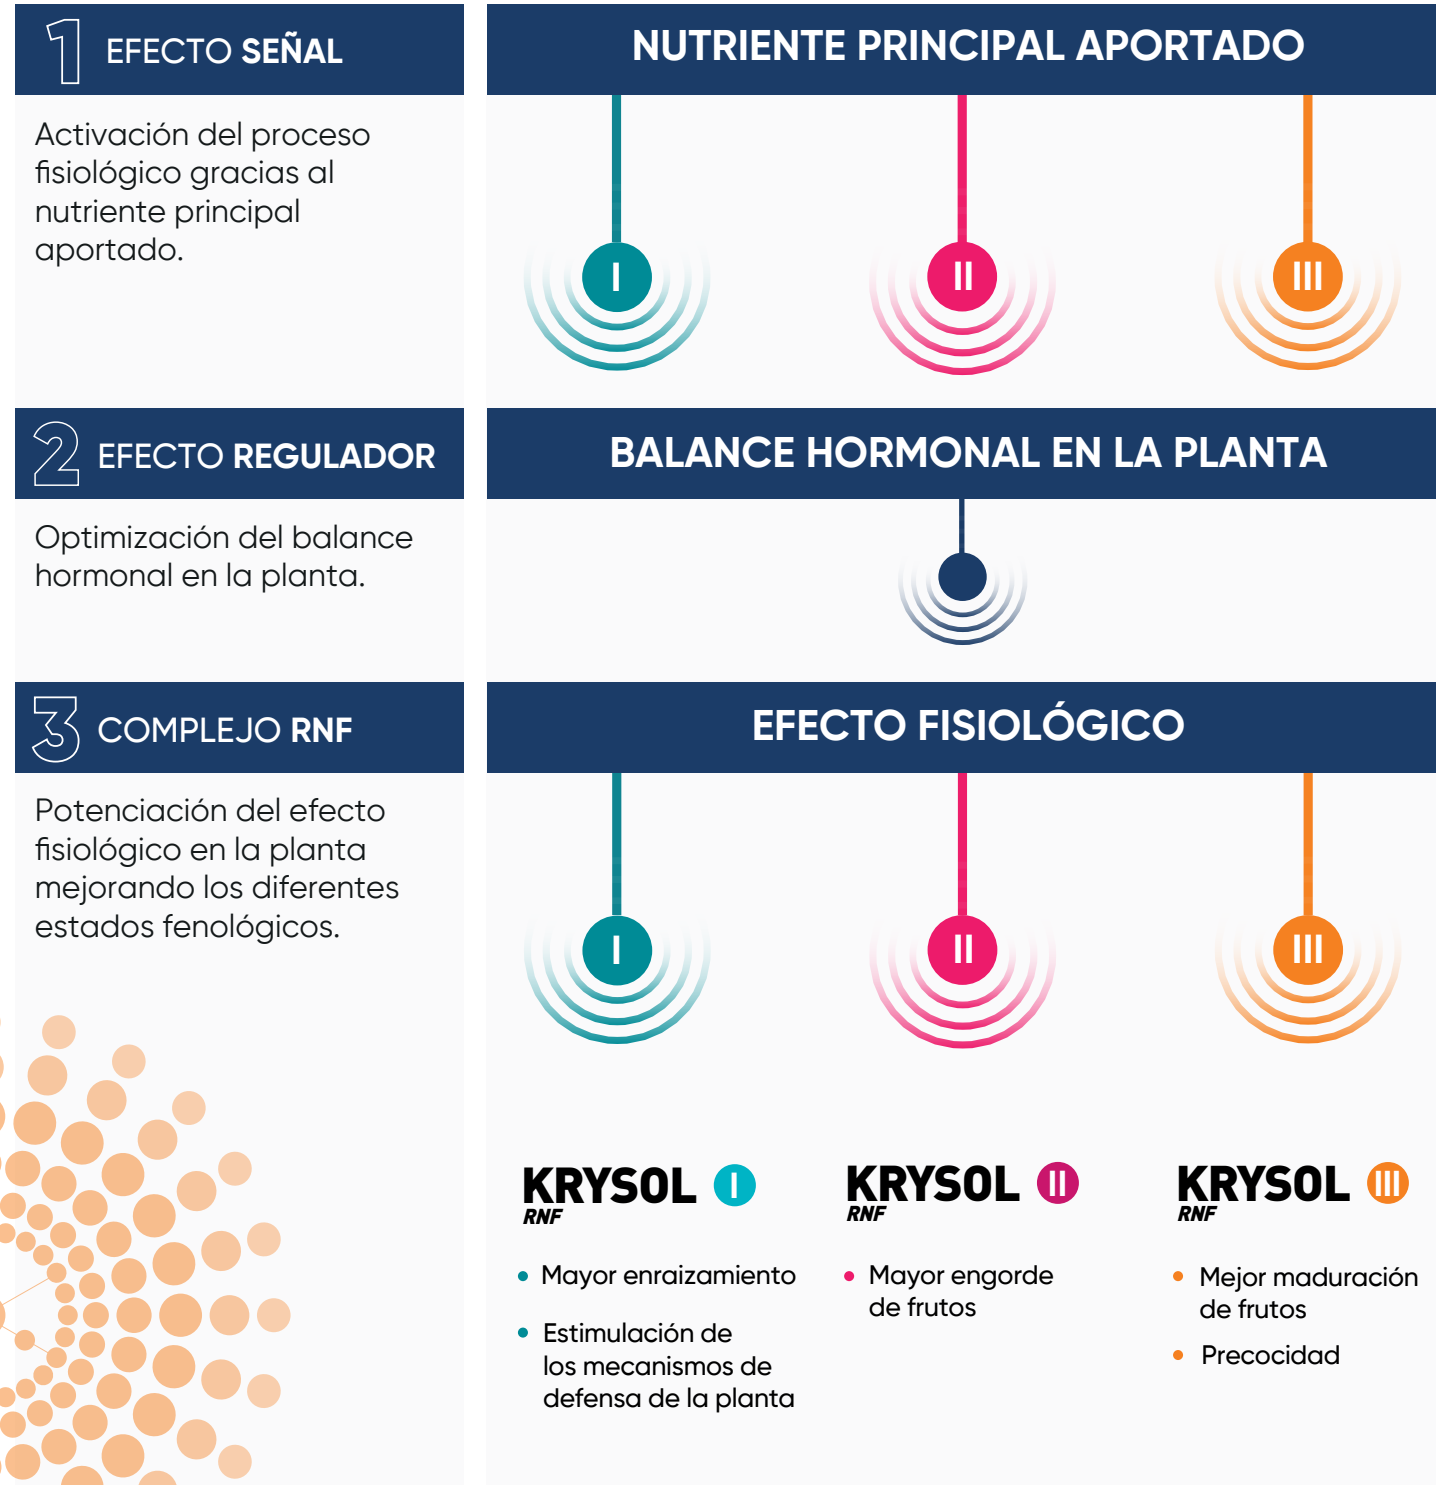 1 EFECTO SEÑAL
NUTRIENTE PRINCIPAL APORTADO
Activación del proceso
fisiológico gracias al
nutriente principal
aportado.
I
II
III
2 EFECTO REGULADOR
BALANCE HORMONAL EN LA PLANTA
Optimización del balance
hormonal en la planta.
3 COMPLEJO RNF
EFECTO FISIOLÓGICO
Potenciación del efecto
fisiológico en la planta
mejorando los diferentes
estados fenológicos.
I
II
III
KRYSOL I
RNF
• Mayor enraizamiento
• Estimulación de
los mecanismos de
defensa de la planta
KRYSOL II
RNF
• Mayor engorde
de frutos
KRYSOL III
RNF
• Mejor maduración
de frutos
• Precocidad